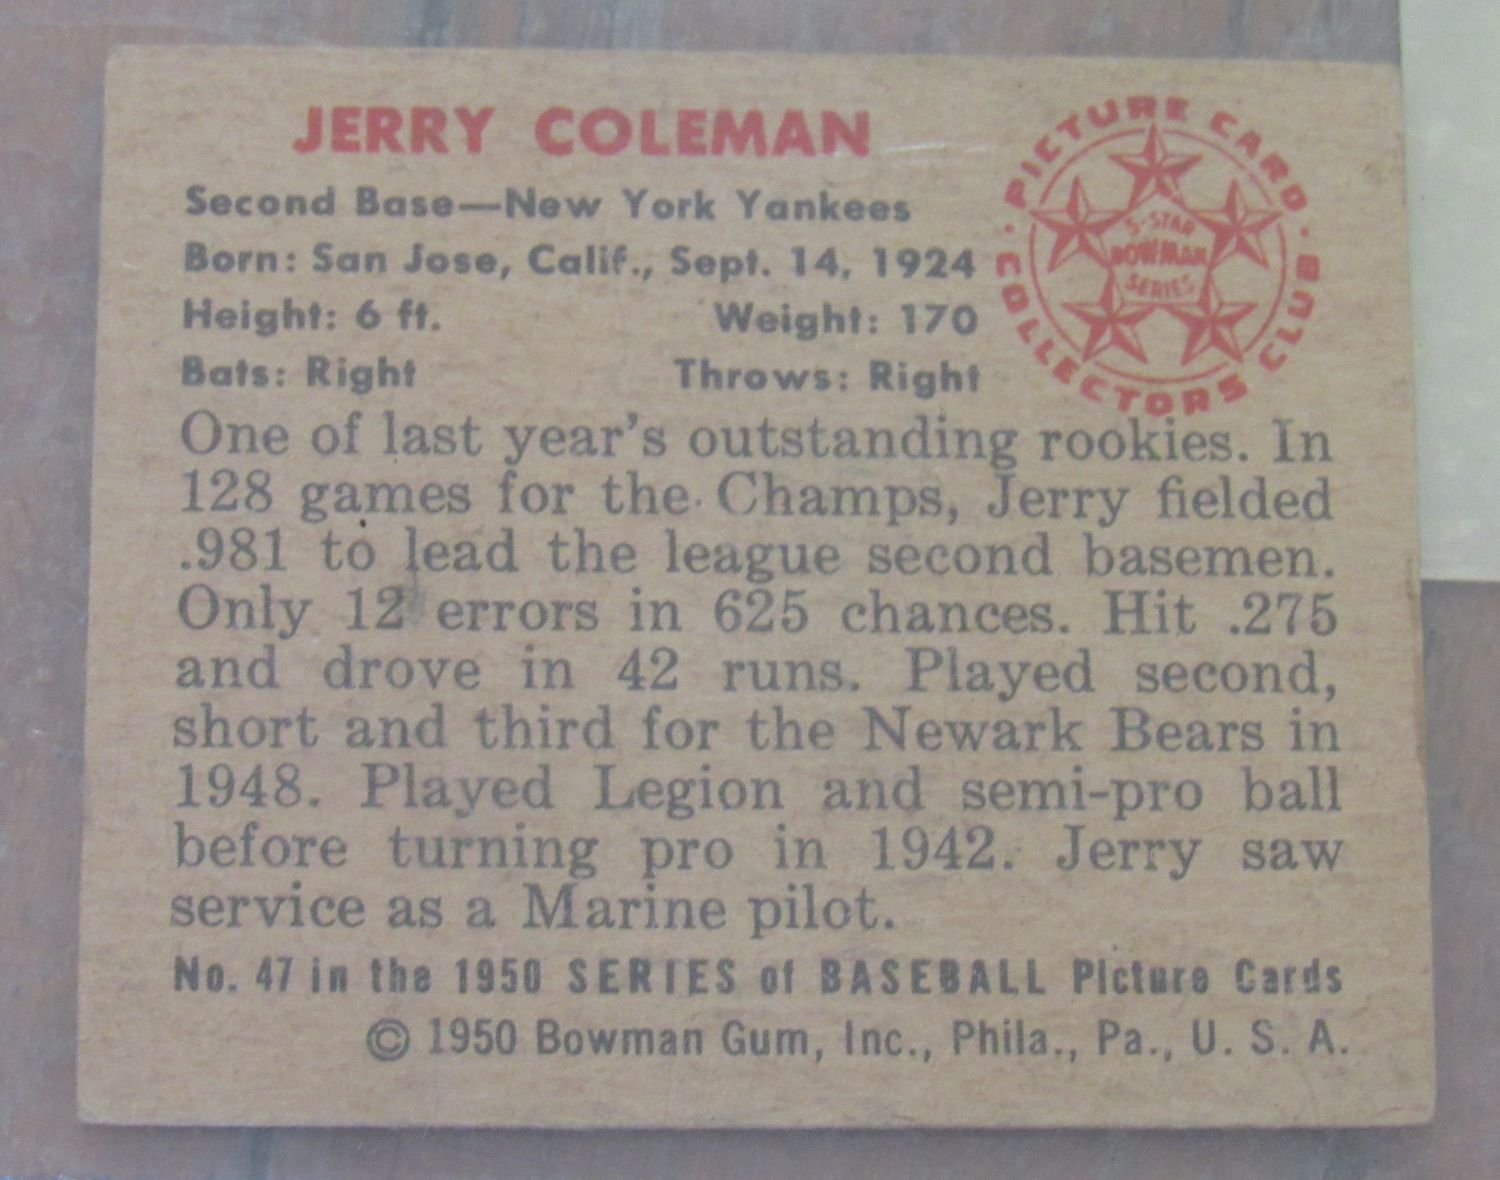 JERRY COLEMAN
Second Base—New York Yankees
Born: San Jose, Calif., Sept. 14, 1924
Height: 6 ft. Weight: 170
Bats: Right Throws: Right
PICTURE CARD
COLLECTORS CLUB
5-STAR
BOWMAN
SERIES
One of last year's outstanding rookies. In
128 games for the Champs, Jerry fielded
.981 to lead the league second basemen.
Only 12 errors in 625 chances. Hit .275
and drove in 42 runs. Played second,
short and third for the Newark Bears in
1948. Played Legion and semi-pro ball
before turning pro in 1942. Jerry saw
service as a Marine pilot.
No. 47 in the 1950 SERIES of BASEBALL Picture Cards
© 1950 Bowman Gum, Inc., Phila., Pa., U. S. A.